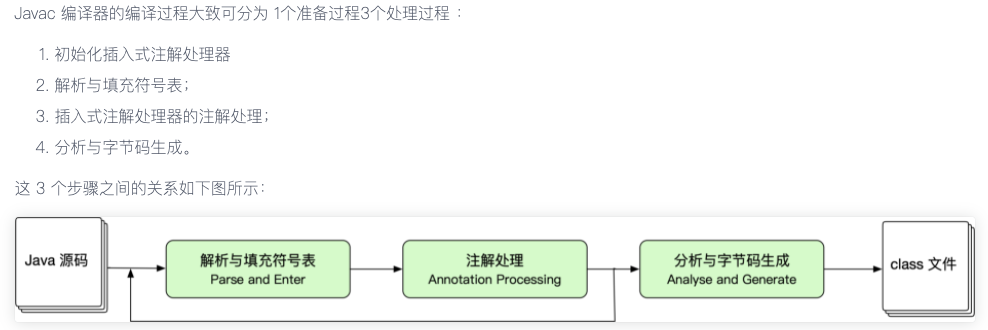 Javac 编译器的编译过程大致可分为 1个准备过程3个处理过程：
1. 初始化插入式注解处理器
2. 解析与填充符号表；
3. 插入式注解处理器的注解处理；
4. 分析与字节码生成。
这 3 个步骤之间的关系如下图所示：
Java 源码
解析与填充符号表
Parse and Enter
注解处理
Annotation Processing
分析与字节码生成
Analyse and Generate
class 文件